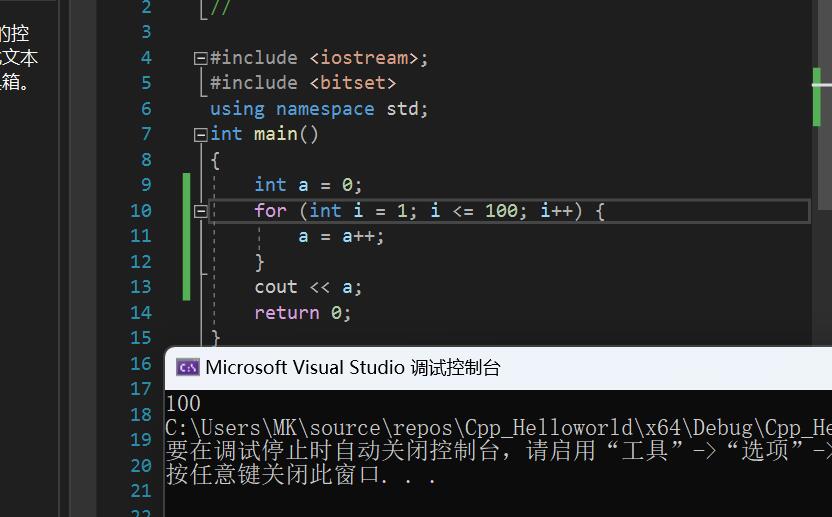 的控
文本
箱。
2 //
3
4 #include <iostream>;
5 #include <bitset>
6 using namespace std;
7 int main()
8 {
9 int a = 0;
10 for (int i = 1; i <= 100; i++) {
11 a = a++;
12 }
13 cout << a;
14 return 0;
15 }
16
17
18
19
20
21
22
Microsoft Visual Studio 调试控制台
100
C:\Users\MK\source\repos\Cpp_Helloworld\x64\Debug\Cpp_He
要在调试停止时自动关闭控制台，请启用“工具”->“选项”->
按任意键关闭此窗口. . .